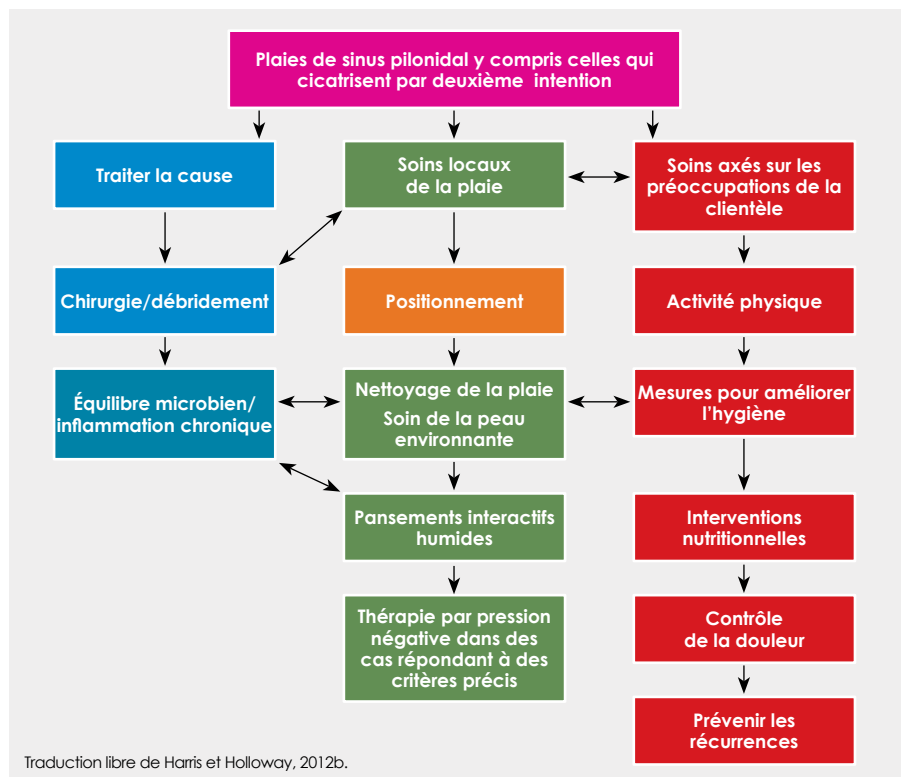 Plaies de sinus pilonidal y compris celles qui
cicatrisent par deuxième intention
Traiter la cause
Soins locaux
de la plaie
Soins axés sur les
préoccupations de la
clientèle
Chirurgie/débridement
Positionnement
Activité physique
Équilibre microbien/
inflammation chronique
Nettoyage de la plaie
Soin de la peau
environnante
Mesures pour améliorer
l'hygiène
Pansements interactifs
humides
Interventions
nutritionnelles
Thérapie par pression
négative dans des
cas répondant à des
critères précis
Contrôle
de la douleur
Prévenir les
récurrences
Traduction libre de Harris et Holloway, 2012b.